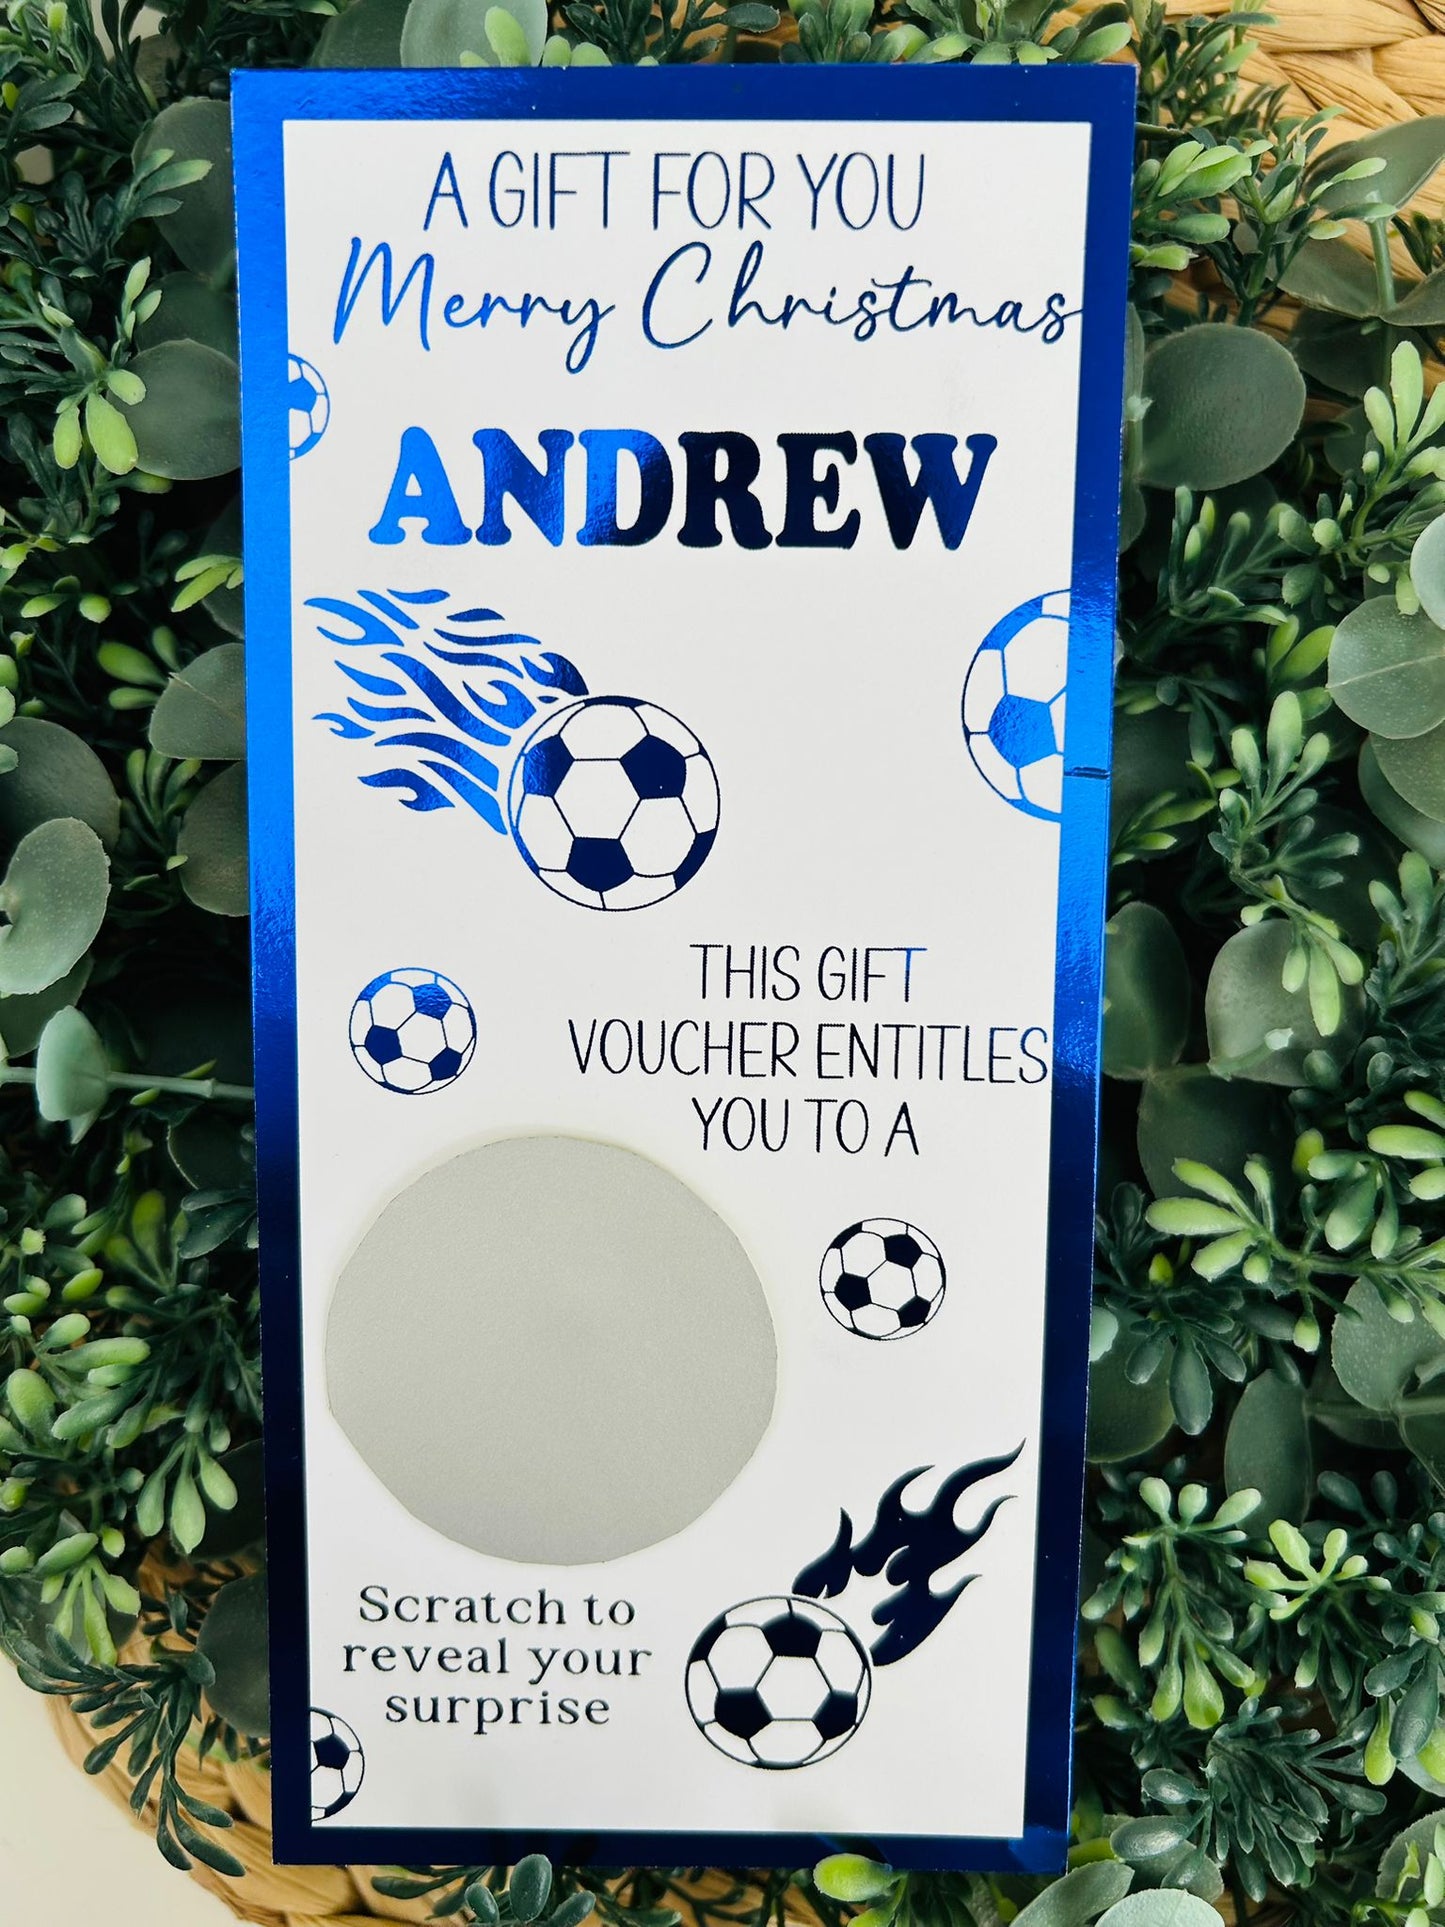 A GIFT FOR YOU
Merry Christmas
ANDREW
THIS GIFT
VOUCHER ENTITLES
YOU TO A
Scratch to
reveal your
surprise